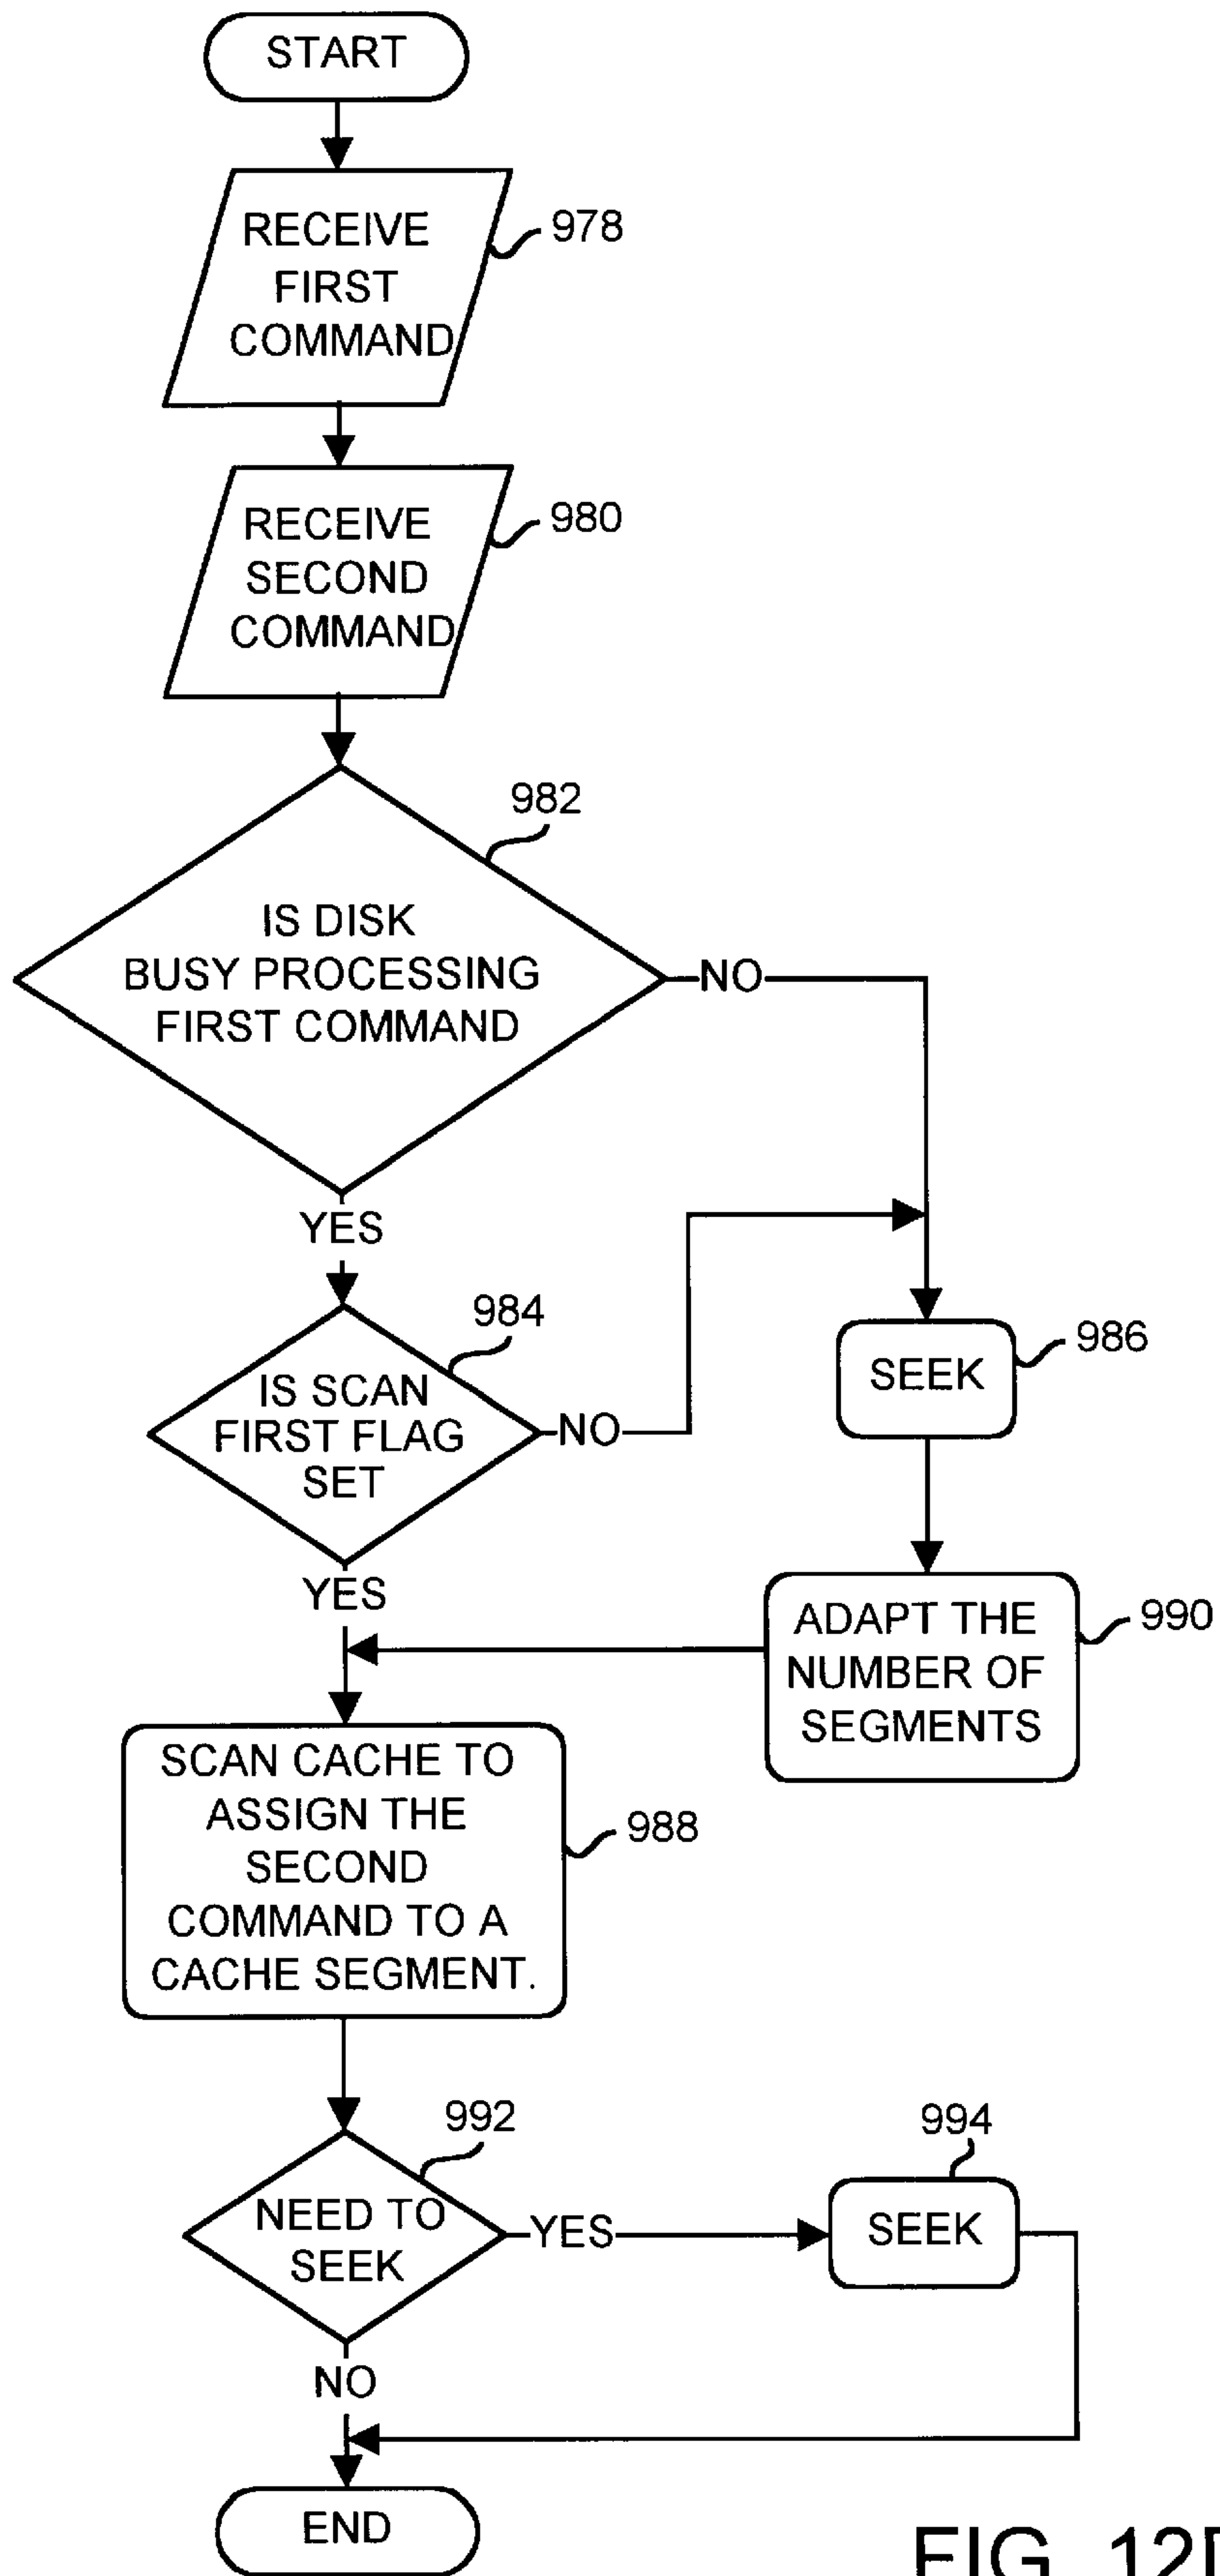 START
RECEIVE
FIRST
COMMAND
978
RECEIVE
SECOND
COMMAND
980
982
IS DISK
BUSY PROCESSING
FIRST COMMAND
NO
YES
984
IS SCAN
FIRST FLAG
SET
NO
986
SEEK
YES
ADAPT THE
NUMBER OF
SEGMENTS
990
SCAN CACHE TO
ASSIGN THE
SECOND
COMMAND TO A
CACHE SEGMENT.
988
992
NEED TO
SEEK
YES
994
SEEK
NO
END
FIG.